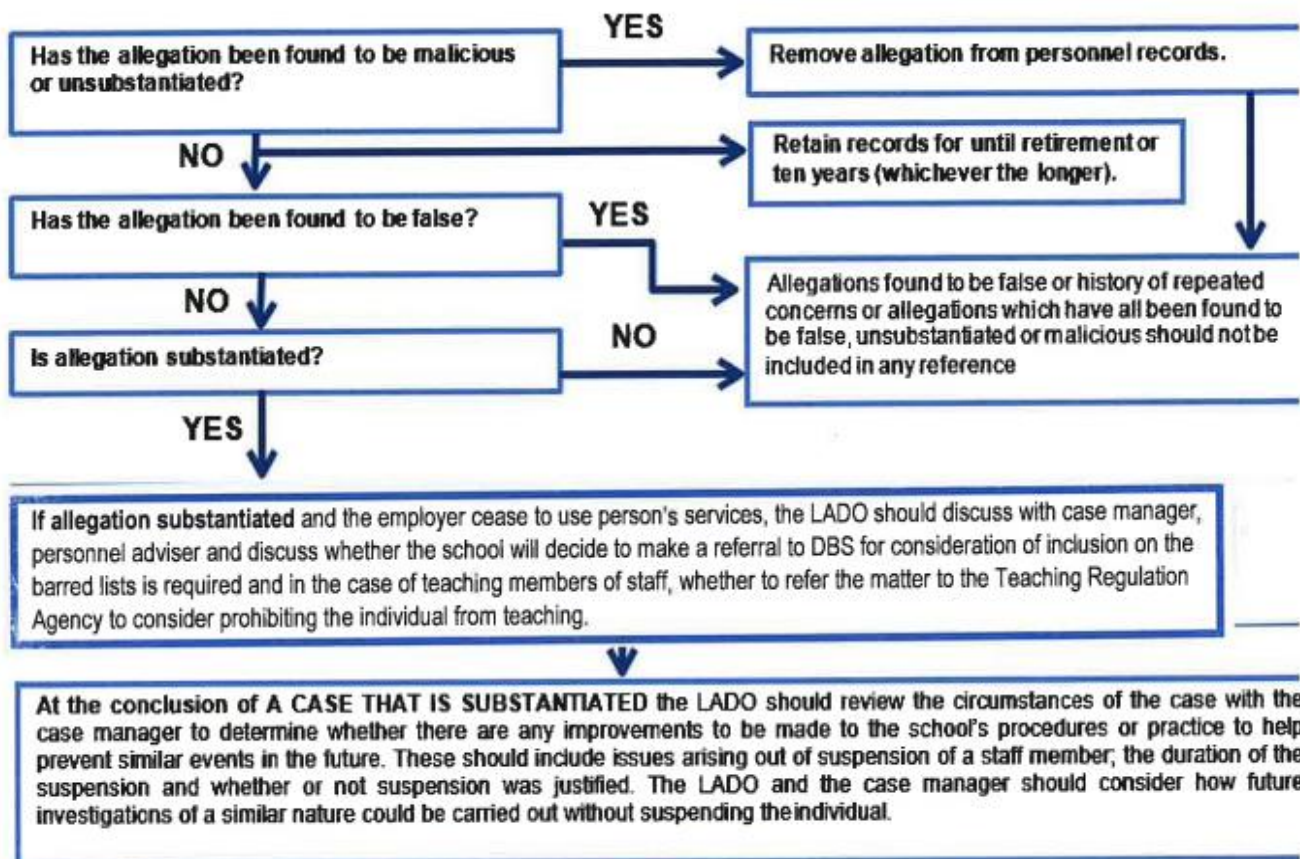 YES
Has the allegation been found to be malicious
or unsubstantiated?
Remove allegation from personnel records.
NO
Retain records for until retirement or
ten years (whichever the longer).
Has the allegation been found to be false?
YES
NO
Allegations found to be false or history of repeated
concerns or allegations which have all been found to
be false, unsubstantiated or malicious should not be
included in any reference
Is allegation substantiated?
NO
YES
If allegation substantiated and the employer cease to use person's services, the LADO should discuss with case manager,
personnel adviser and discuss whether the school will decide to make a referral to DBS for consideration of inclusion on the
barred lists is required and in the case of teaching members of staff, whether to refer the matter to the Teaching Regulation
Agency to consider prohibiting the individual from teaching.
At the conclusion of A CASE THAT IS SUBSTANTIATED the LADO should review the circumstances of the case with the
case manager to determine whether there are any improvements to be made to the school's procedures or practice to help
prevent similar events in the future. These should include issues arising out of suspension of a staff member; the duration of the
suspension and whether or not suspension was justified. The LADO and the case manager should consider how future
investigations of a similar nature could be carried out without suspending theindividual.